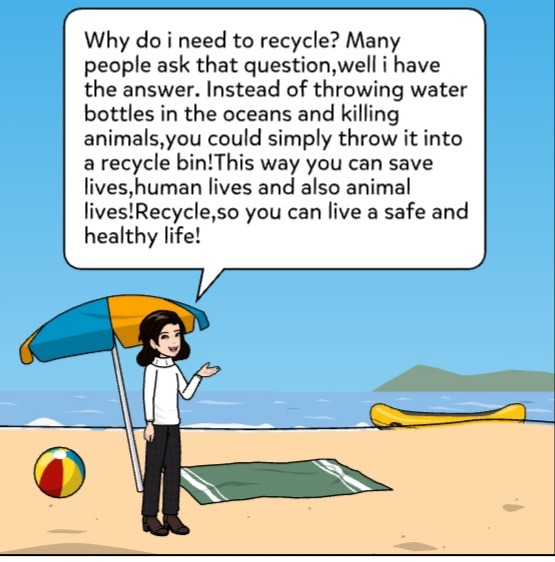 Why do i need to recycle? Many
people ask that question,well i have
the answer. Instead of throwing water
bottles in the oceans and killing
animals,you could simply throw it into
a recycle bin!This way you can save
lives,human lives and also animal
lives!Recycle,so you can live a safe and
healthy life!